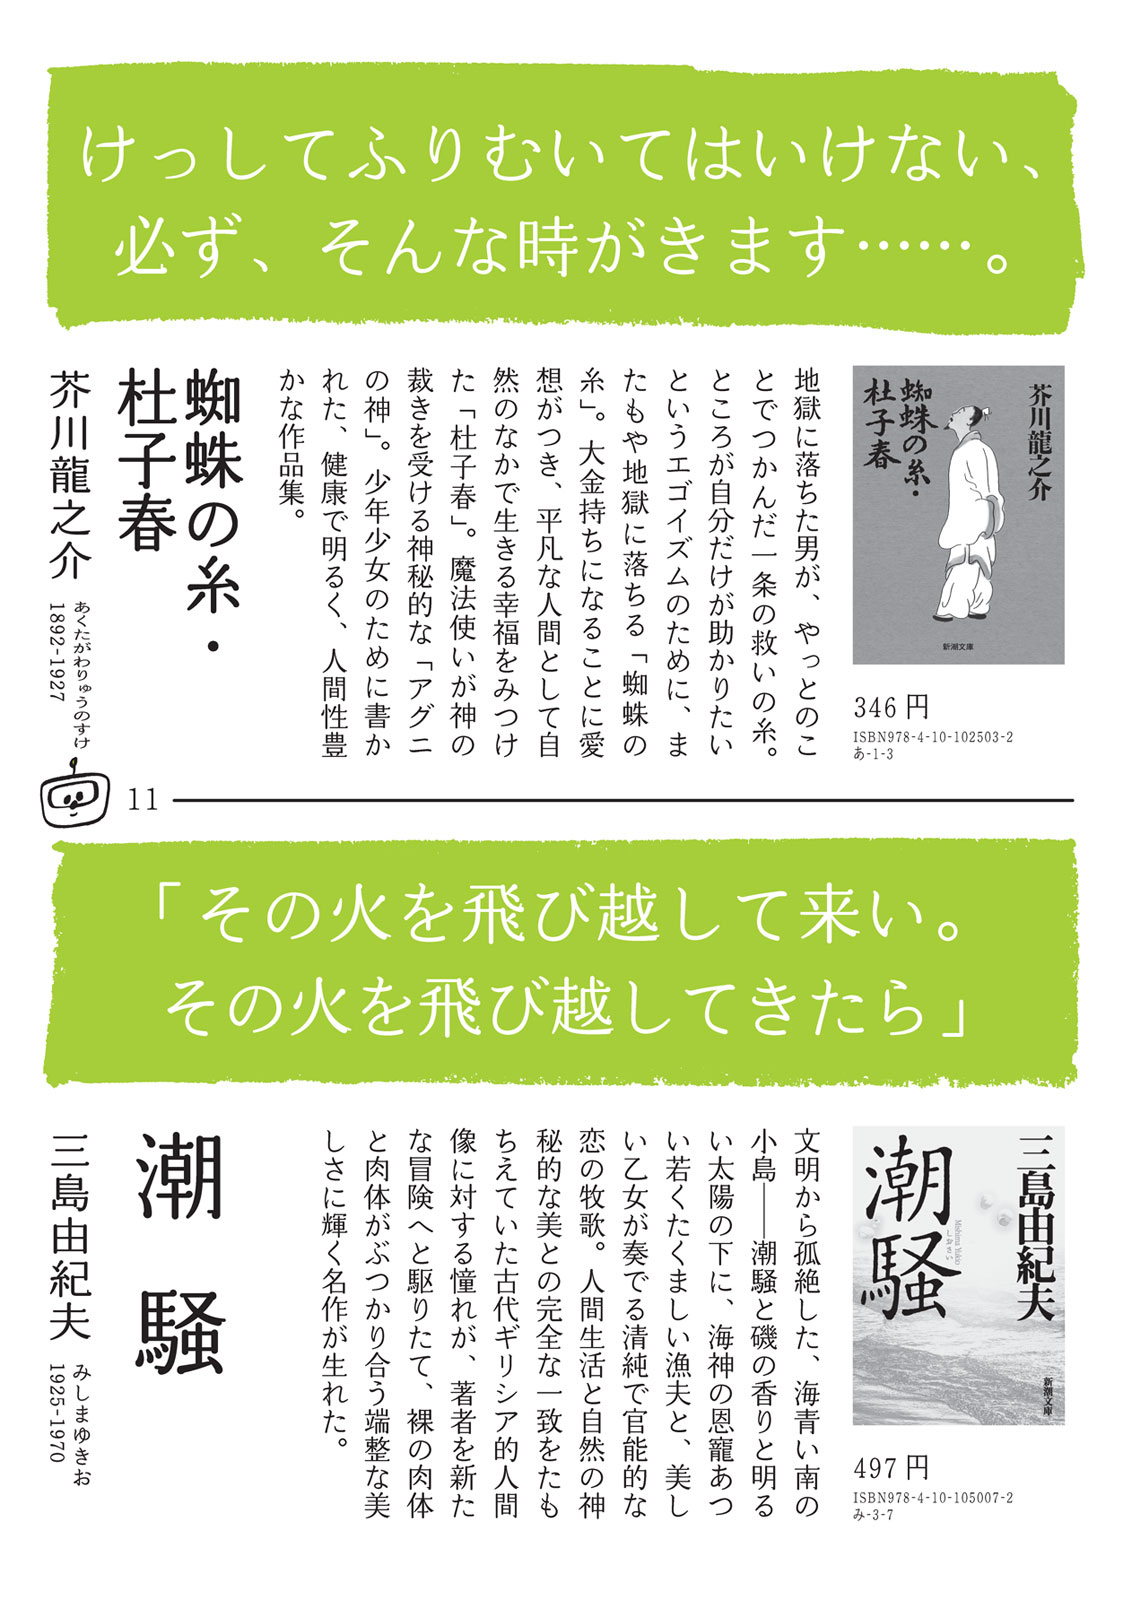 けっしてふりむいてはいけない、
必ず、そんな時がきます……。
芥川龍之介
蜘蛛の糸・
杜子春
新潮文庫
346円
ISBN978-4-10-102503-2
あ-1-3
地獄に落ちた男が、やっとのこ
とでつかんだ一条の救いの糸。
ところが自分だけが助かりたい
というエゴイズムのために、ま
たもや地獄に落ちる「蜘蛛の
糸」。大金持ちになることに愛
想がつき、平凡な人間として自
然のなかで生きる幸福をみつけ
た「杜子春」。魔法使いが神の
裁きを受ける神秘的な「アグニ
の神」。少年少女のために書か
れた、健康で明るく、人間性豊
かな作品集。
蜘蛛の糸・
杜子春
芥川龍之介
あくたがわりゅうのすけ
1892-1927
11
「その火を飛び越して来い。
その火を飛び越してきたら」
三島由紀夫
潮騒
Mishima Yukio
しおさい
新潮文庫
497円
ISBN978-4-10-105007-2
み-3-7
文明から孤絶した、海青い南の
小島――潮騒と磯の香りと明る
い太陽の下に、海神の恩寵あつ
い若くたくましい漁夫と、美し
い乙女が奏でる清純で官能的な
恋の牧歌。人間生活と自然の神
秘的な美との完全な一致をたも
ちえていた古代ギリシア的人間
像に対する憧れが、著者を新た
な冒険へと駆りたて、裸の肉体
と肉体がぶつかり合う端整な美
しさに輝く名作が生れた。
潮騒
三島由紀夫
みしまゆきお
1925-1970